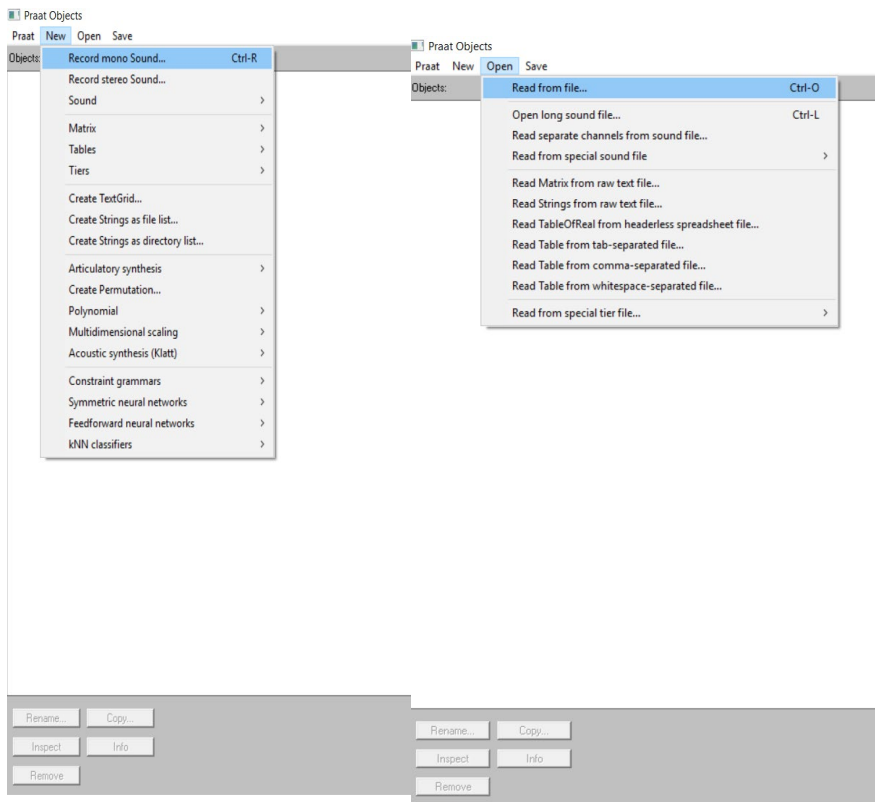 Praat Objects
Praat New Open Save
Objects:
Record mono Sound... Ctrl-R
Record stereo Sound...
Sound
Matrix
Tables
Tiers
Create TextGrid...
Create Strings as file list...
Create Strings as directory list...
Articulatory synthesis
Create Permutation...
Polynomial
Multidimensional scaling
Acoustic synthesis (Klatt)
Constraint grammars
Symmetric neural networks
Feedforward neural networks
kNN classifiers
Rename... Copy...
Inspect Info
Remove
Praat Objects
Praat New Open Save
Objects:
Read from file... Ctrl-O
Open long sound file... Ctrl-L
Read separate channels from sound file...
Read from special sound file
Read Matrix from raw text file...
Read Strings from raw text file...
Read TableOfReal from headerless spreadsheet file...
Read Table from tab-separated file...
Read Table from comma-separated file...
Read Table from whitespace-separated file...
Read from special tier file...
Rename... Copy...
Inspect Info
Remove